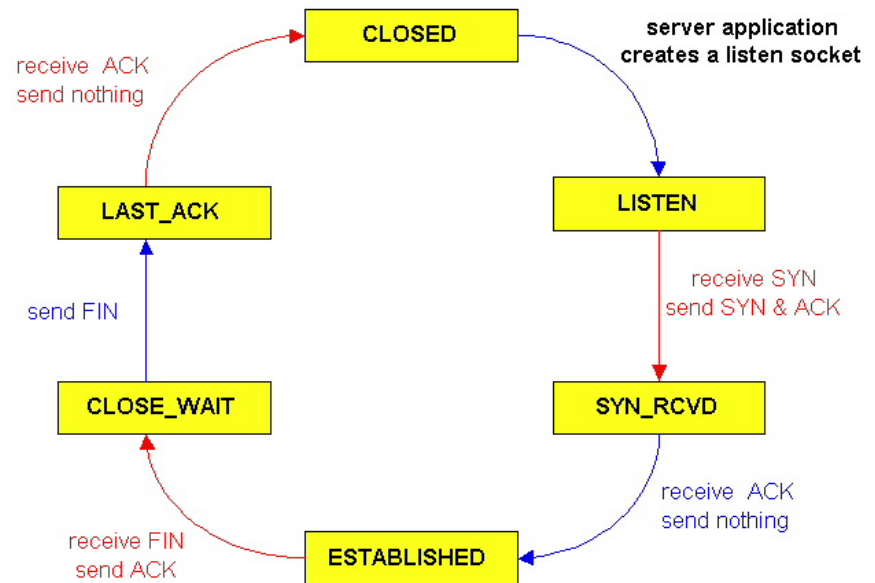 CLOSED
server application
creates a listen socket
receive ACK
send nothing
LAST_ACK
LISTEN
receive SYN
send SYN & ACK
send FIN
CLOSE_WAIT
SYN_RCVD
receive ACK
send nothing
receive FIN
send ACK
ESTABLISHED